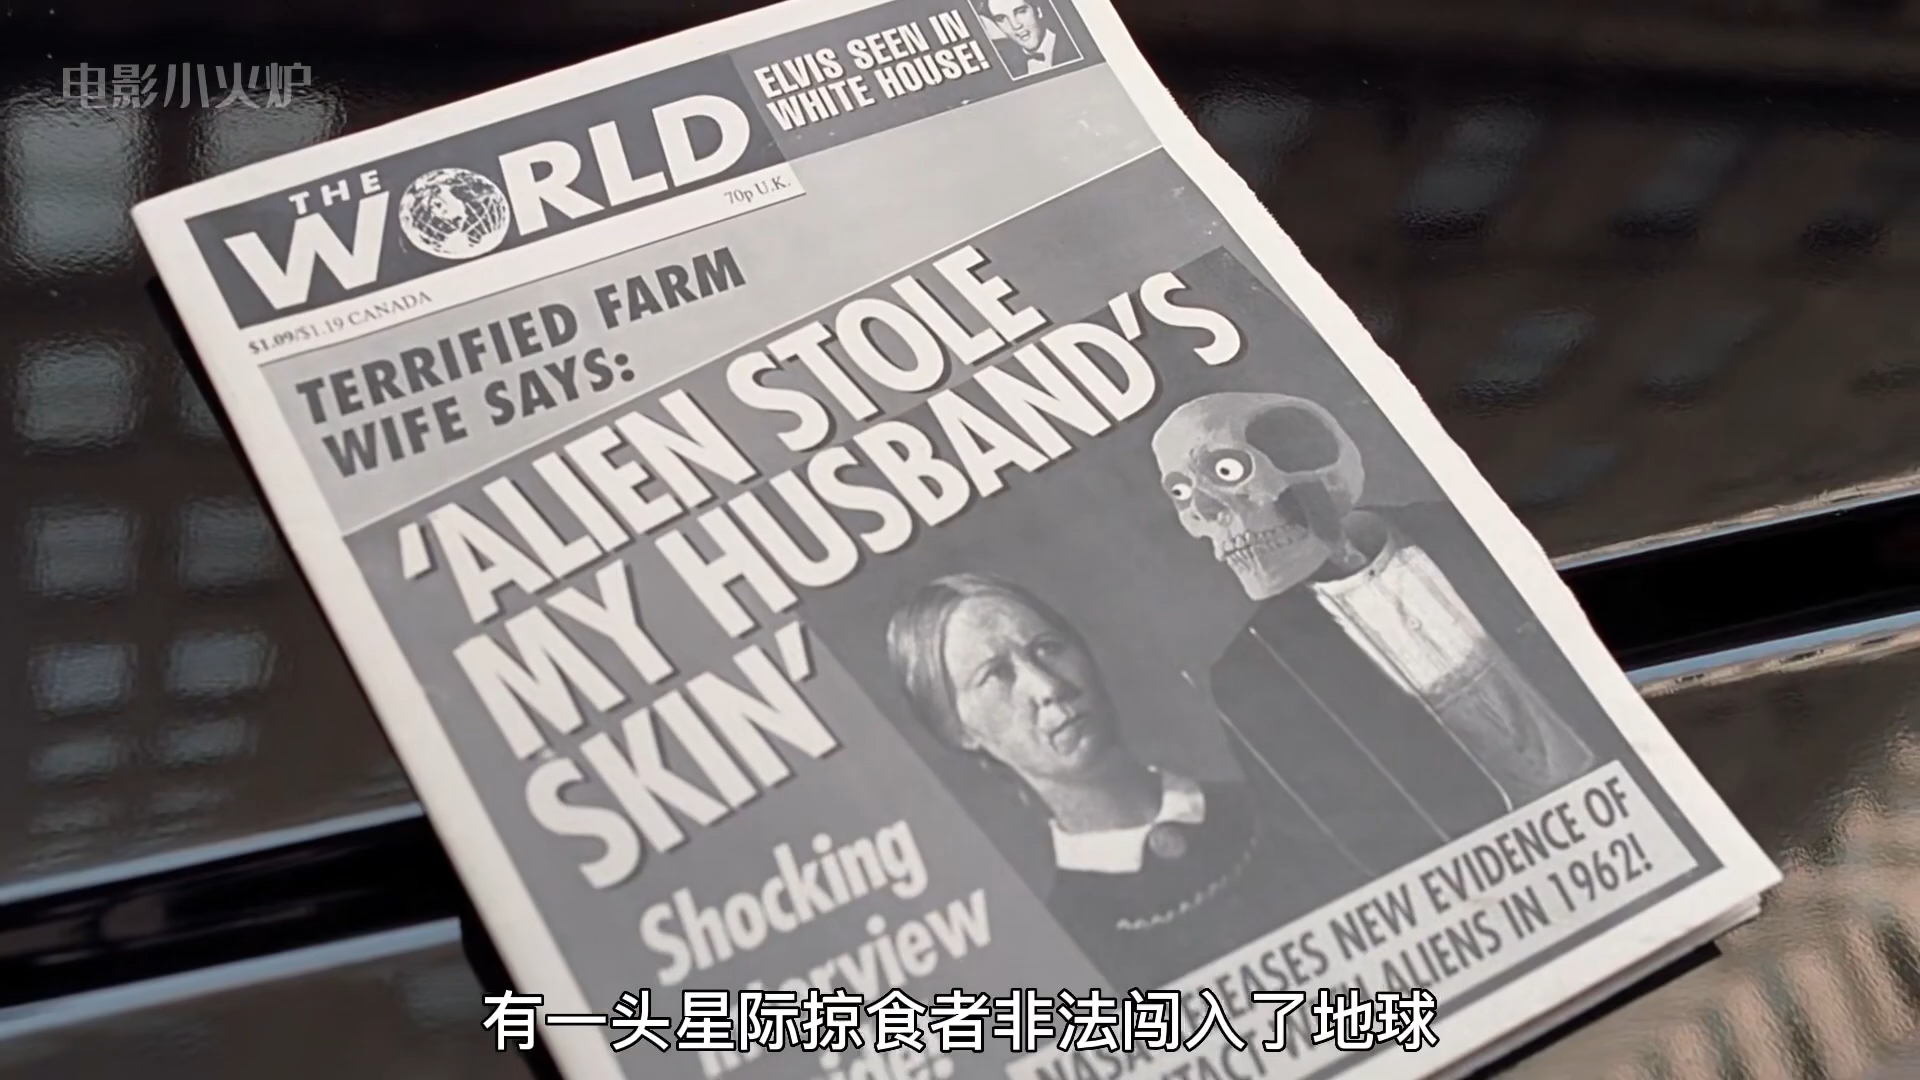 电影小火炉
ELVIS SEEN IN
WHITE HOUSE!
THE
WORLD
70p U.K.
$1.09/$1.19 CANADA
TERRIFIED FARM
WIFE SAYS:
'ALIEN STOLE
MY HUSBAND'S
SKIN'
Shocking
NEW EVIDENCE OF
ALIENS IN 1962!
有一头星际掠食者非法闯入了地球